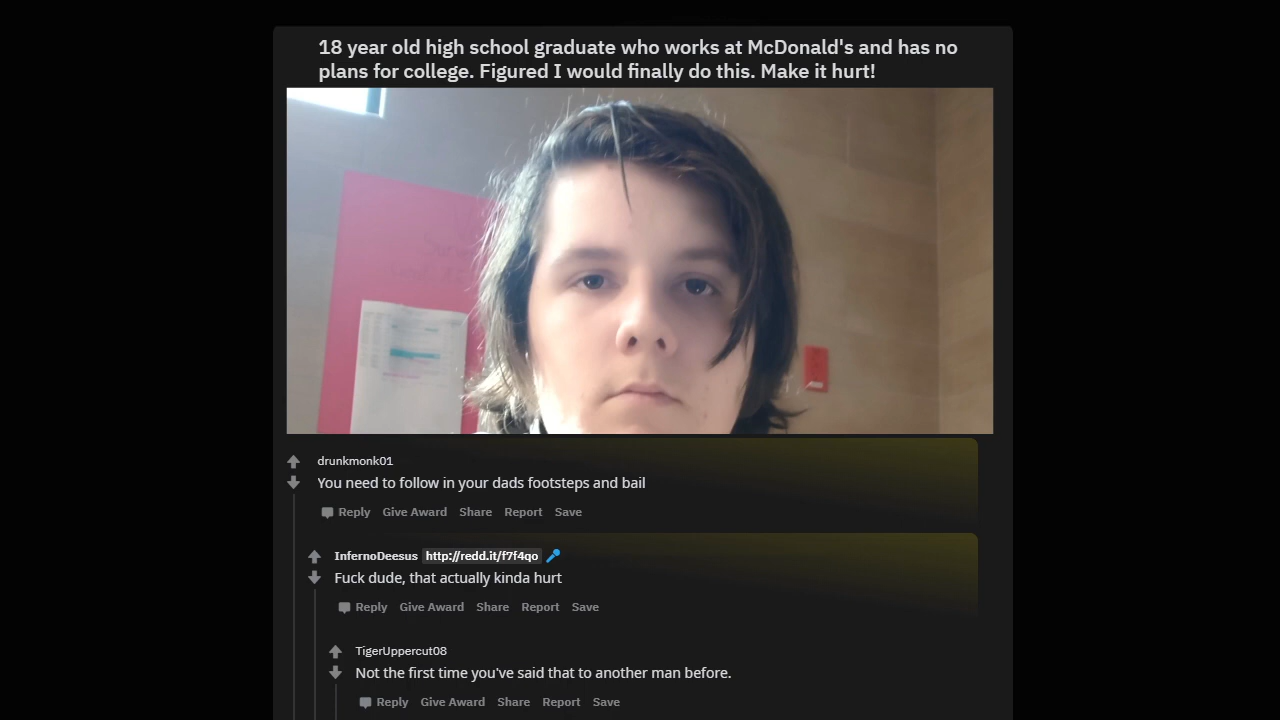 18 year old high school graduate who works at McDonald's and has no
plans for college. Figured I would finally do this. Make it hurt!
drunkmonk01
You need to follow in your dads footsteps and bail
Reply Give Award Share Report Save
InfernoDeesus http://redd.it/f7f4qo
Fuck dude, that actually kinda hurt
Reply Give Award Share Report Save
TigerUppercut08
Not the first time you've said that to another man before.
Reply Give Award Share Report Save